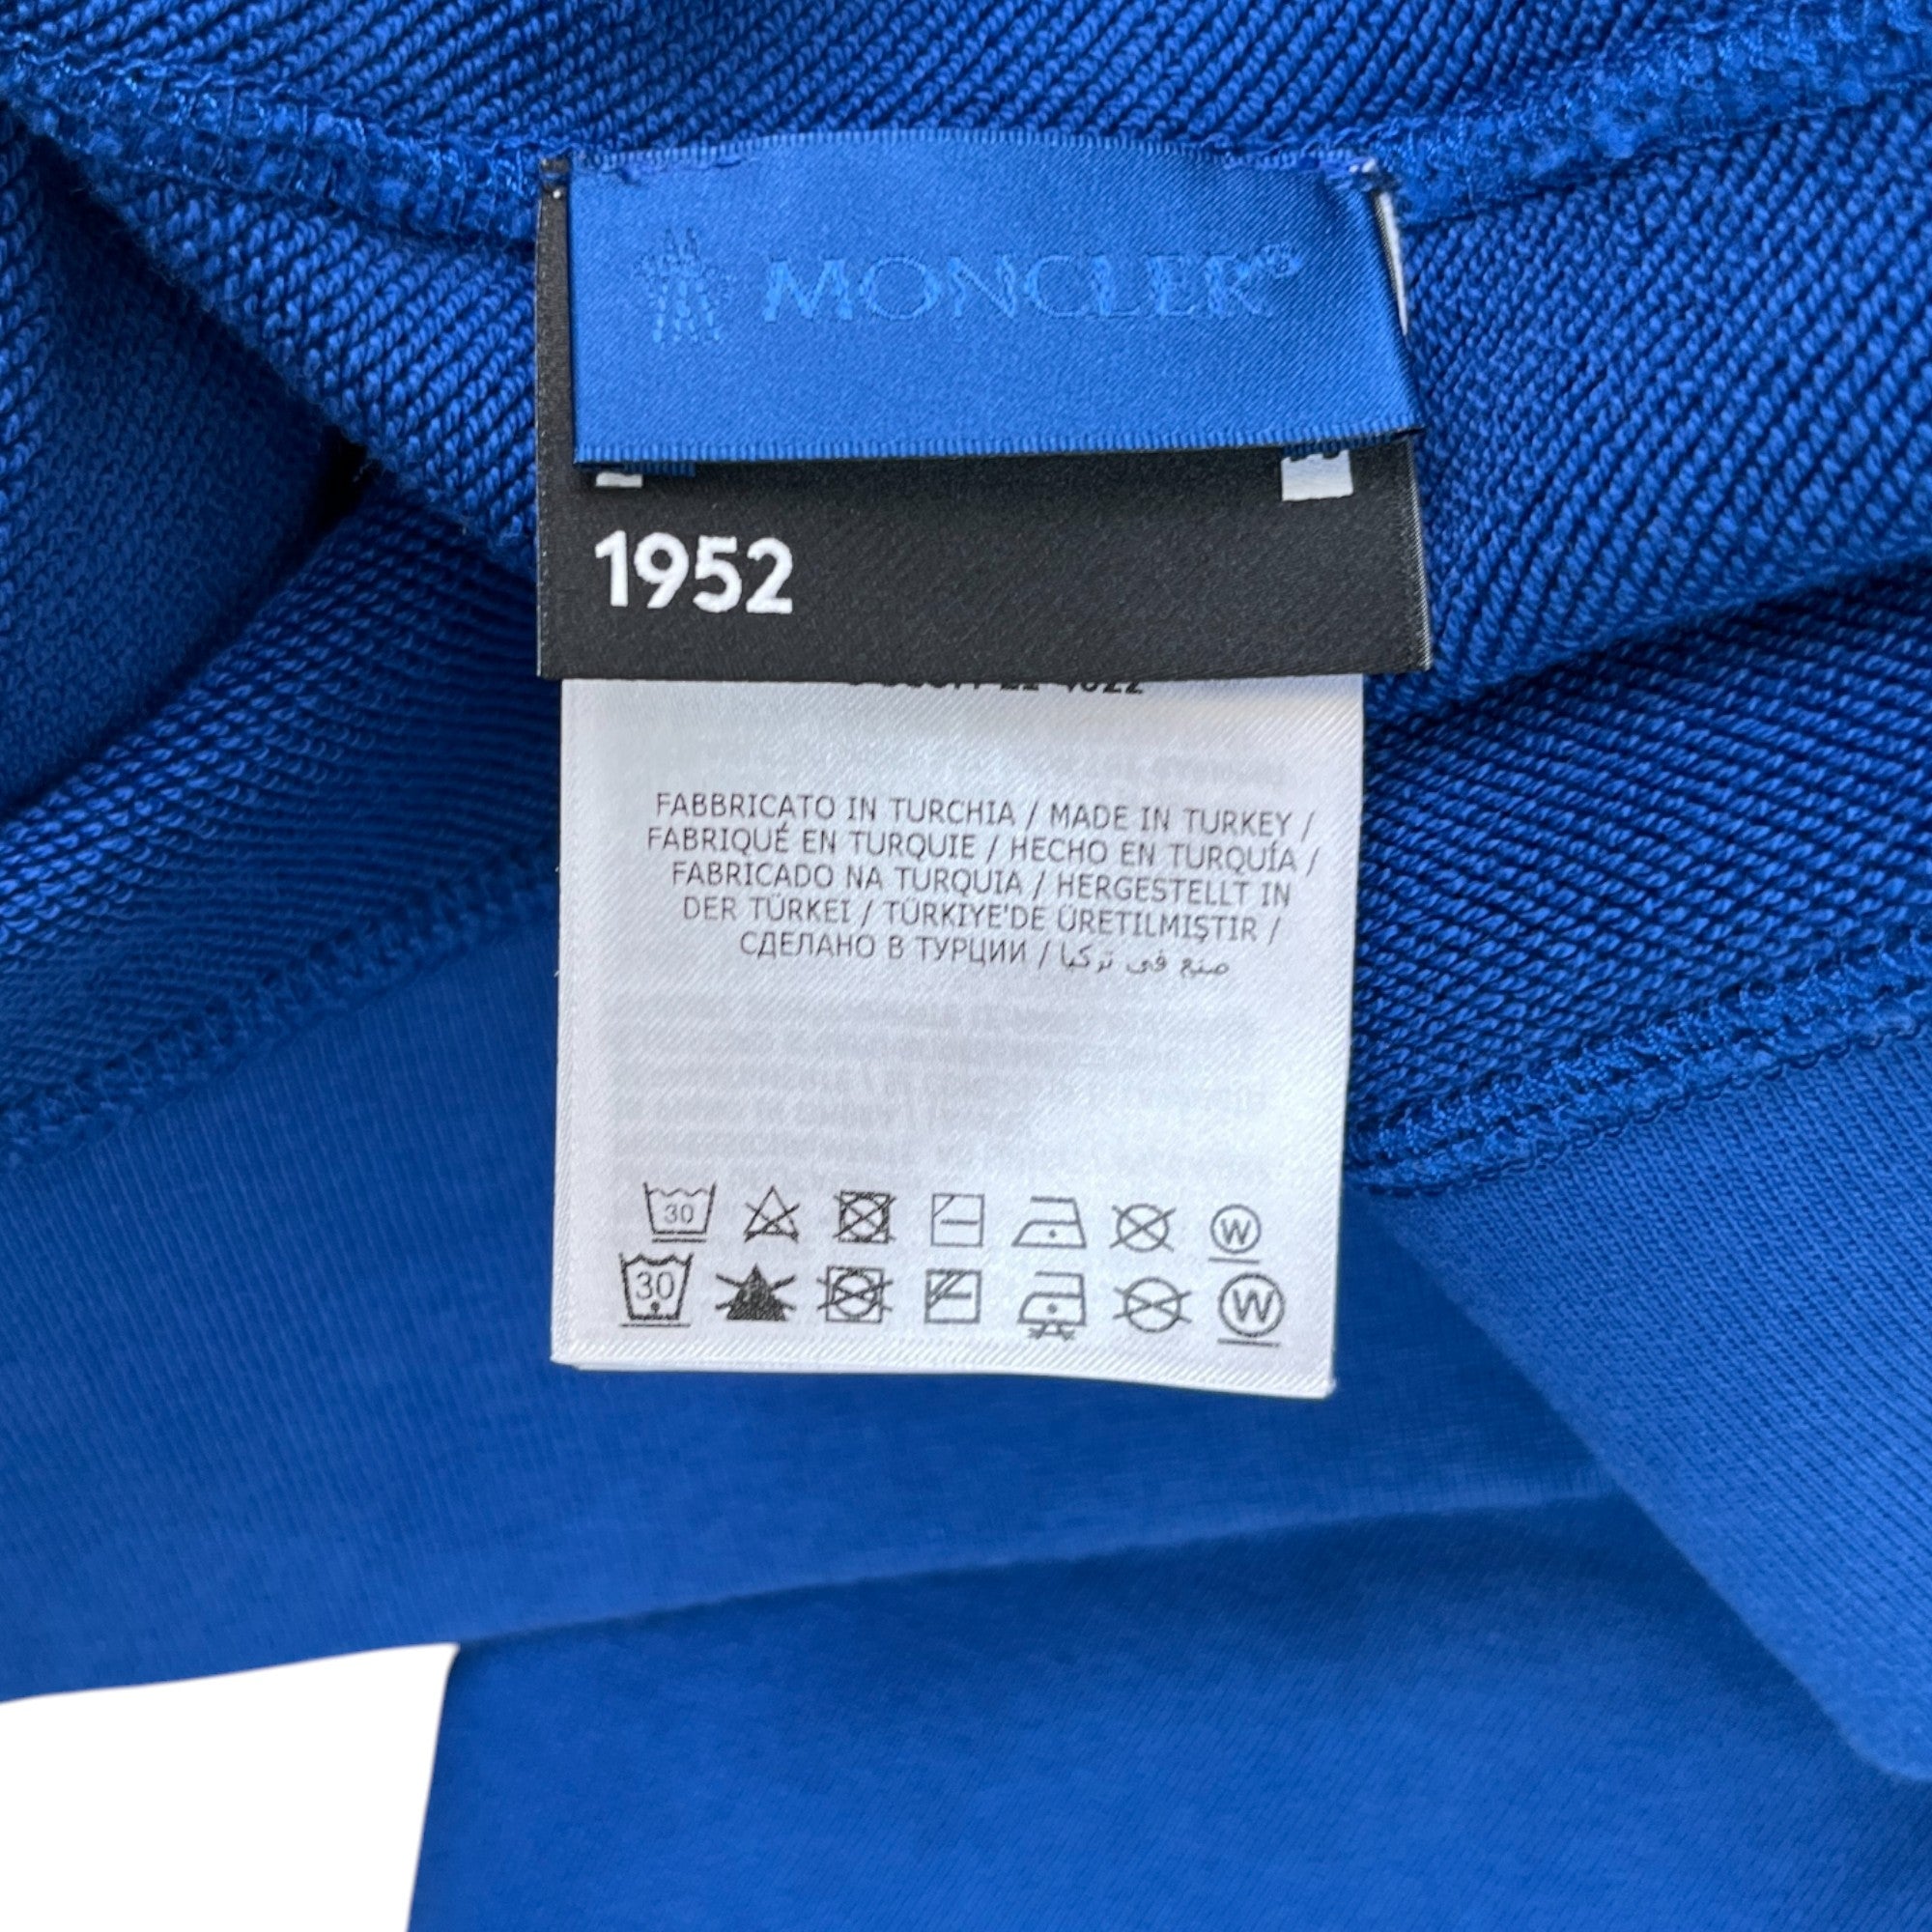 MONCLER®
1952
FABBRICATO IN TURCHIA / MADE IN TURKEY /
FABRIQUÉ EN TURQUIE / HECHO EN TURQUÍA /
FABRICADO NA TURQUIA / HERGESTELLT IN
DER TÜRKEI / TÜRKIYE'DE ÜRETILMIŞTIR /
СДЕЛАНО В ТУРЦИИ / صنع في تركيا
30 W
30 W